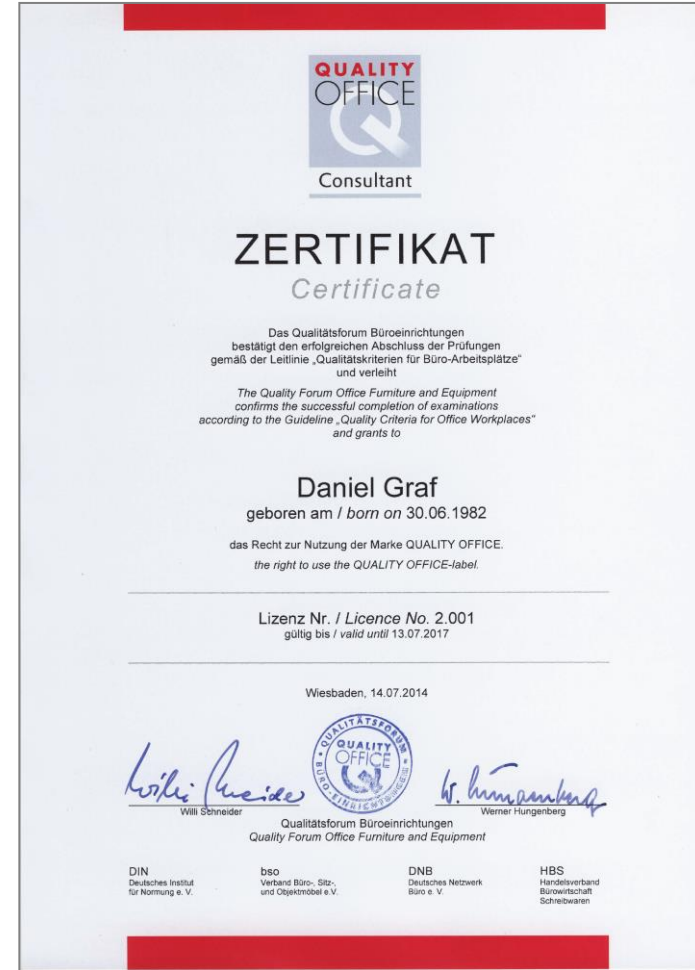 QUALITY
OFFICE
Consultant
ZERTIFIKAT
Certificate
Das Qualitätsforum Büroeinrichtungen
bestätigt den erfolgreichen Abschluss der Prüfungen
gemäß der Leitlinie „Qualitätskriterien für Büro-Arbeitsplätze"
und verleiht
The Quality Forum Office Furniture and Equipment
confirms the successful completion of examinations
according to the Guideline „Quality Criteria for Office Workplaces"
and grants to
Daniel Graf
geboren am / born on 30.06.1982
das Recht zur Nutzung der Marke QUALITY OFFICE.
the right to use the QUALITY OFFICE-label.
Lizenz Nr. / Licence No. 2.001
gültig bis / valid until 13.07.2017
Wiesbaden, 14.07.2014
QUALITÄTSFORUM
QUALITY
OFFICE
Willi Schneider
W. Hungenberg
Willi Schneider
Werner Hungenberg
Qualitätsforum Büroeinrichtungen
Quality Forum Office Furniture and Equipment
DIN
Deutsches Institut
für Normung e. V.
bso
Verband Büro-, Sitz-,
und Objektmöbel e.V.
DNB
Deutsches Netzwerk
Büro e. V.
HBS
Handelsverband
Bürowirtschaft
Schreibwaren